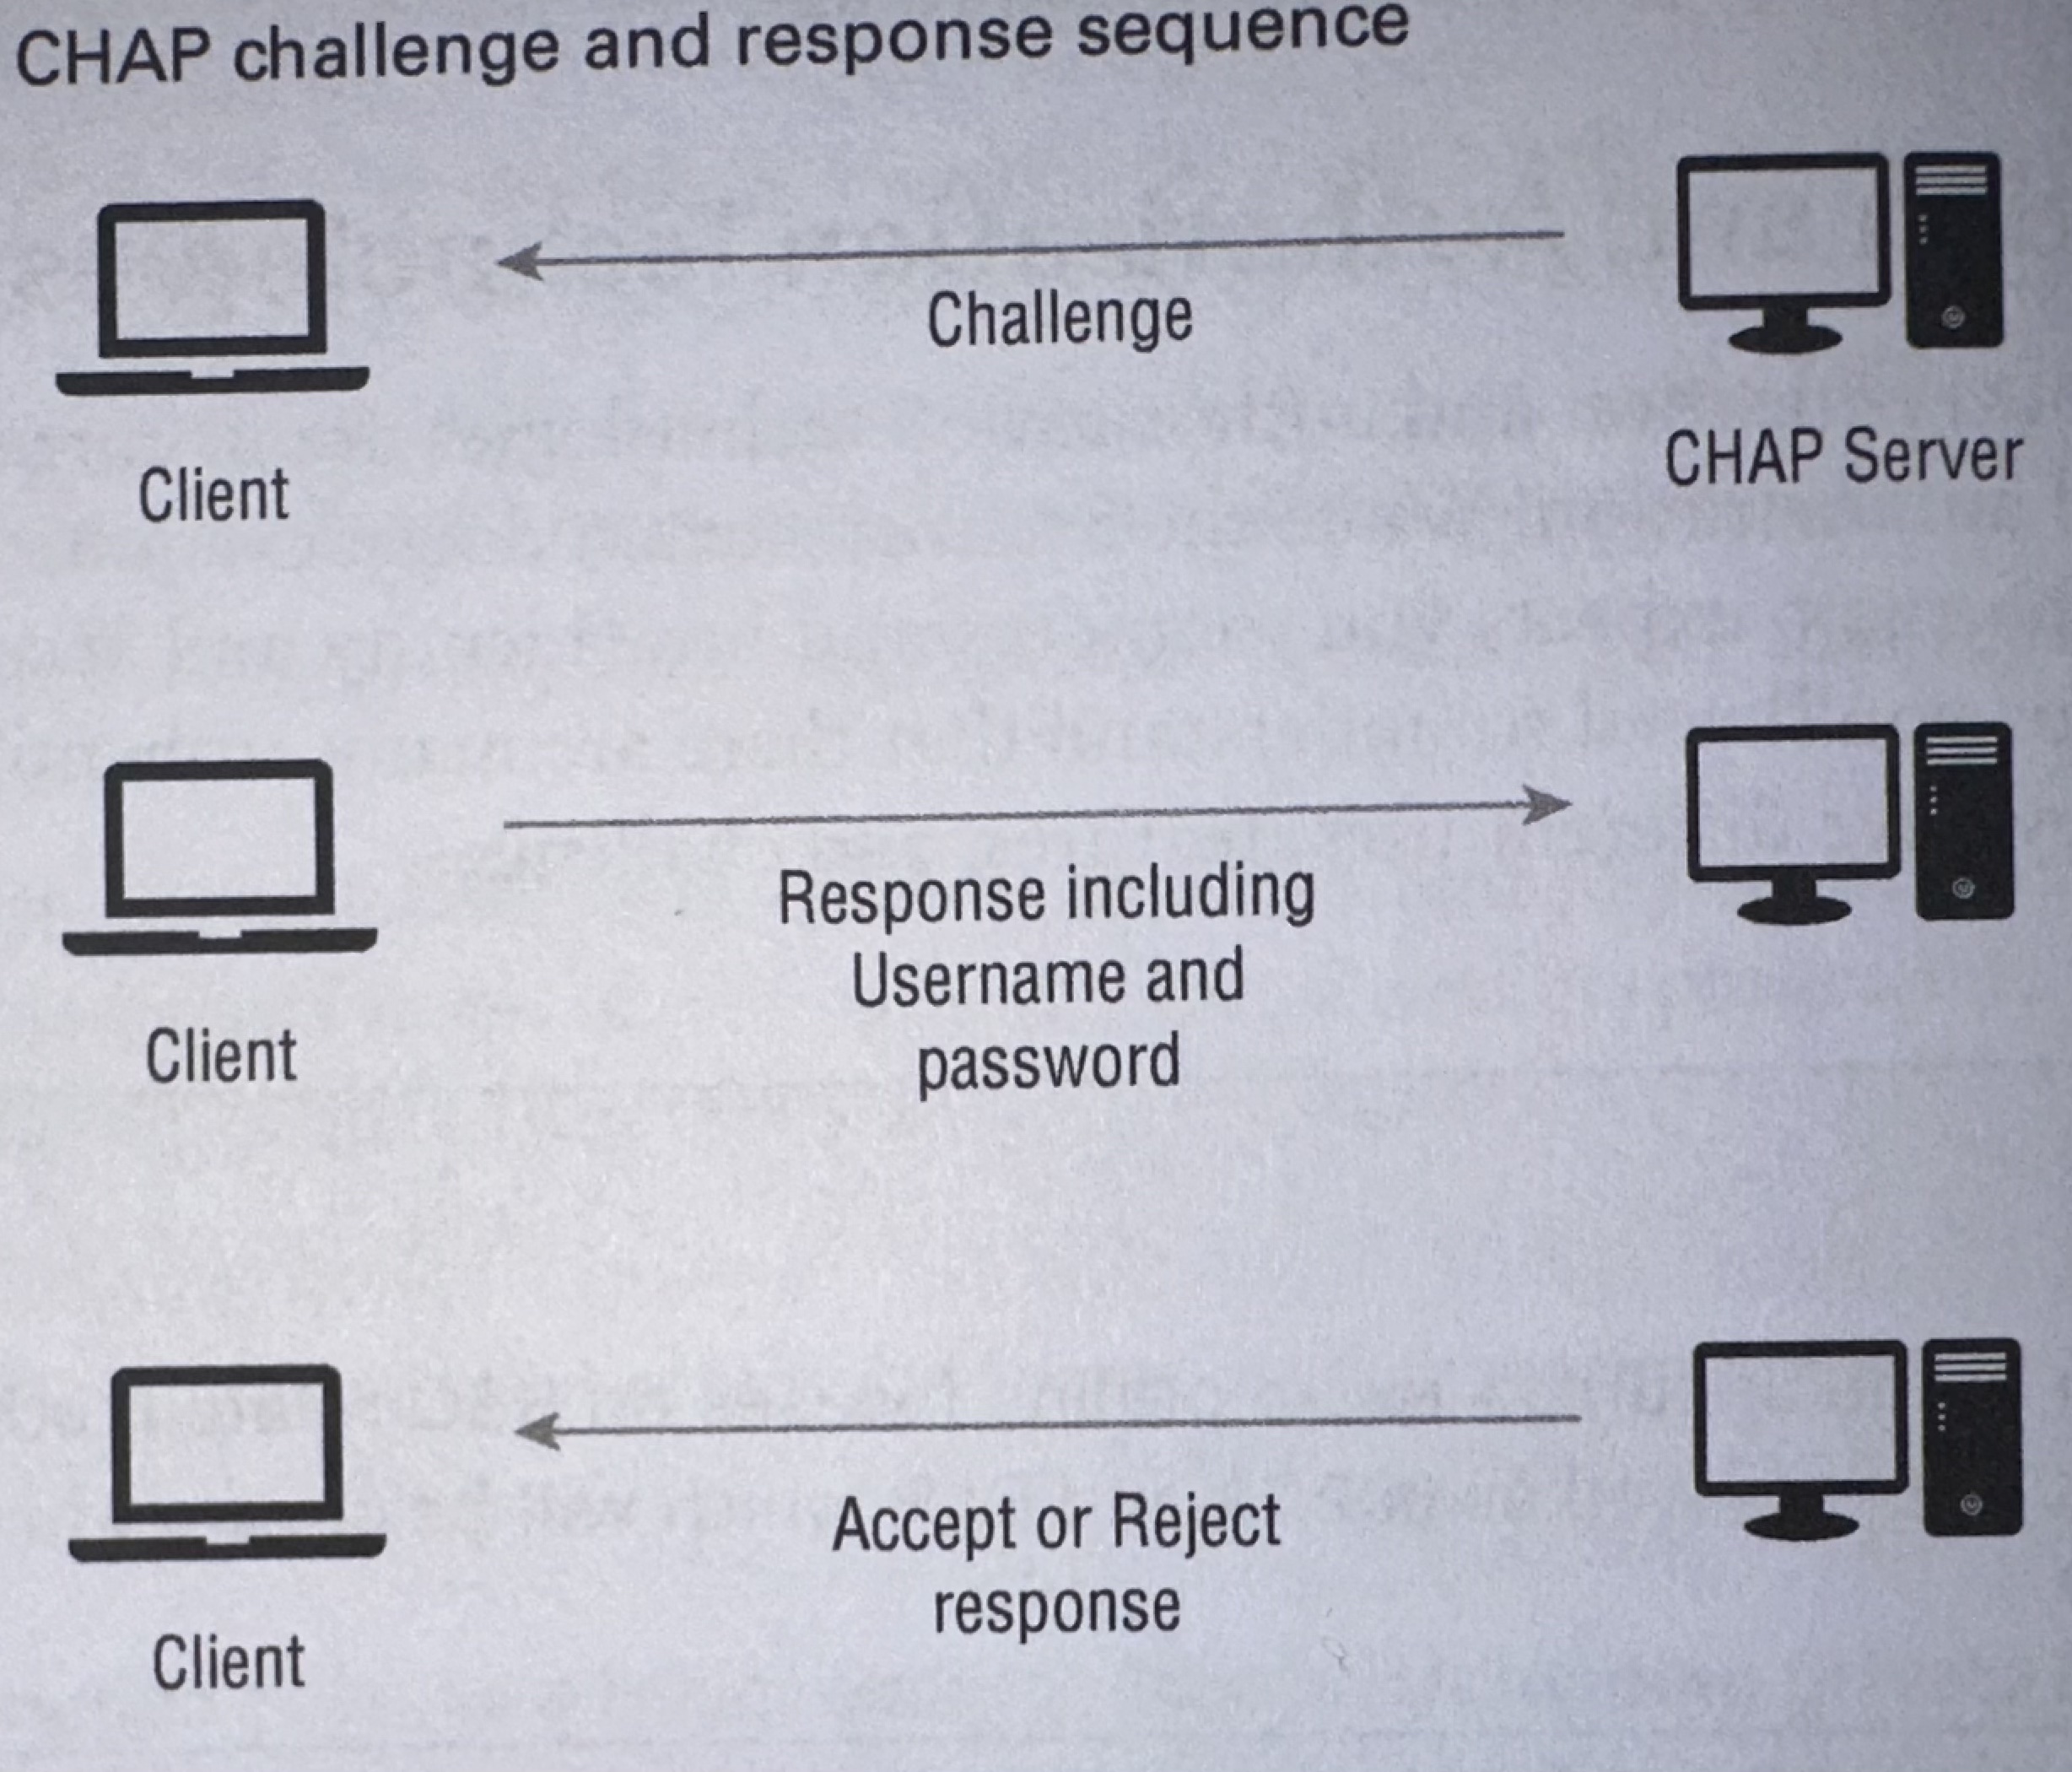 CHAP challenge and response sequence
Challenge
Client
CHAP Server
Response including
Username and
password
Client
Accept or Reject
response
Client